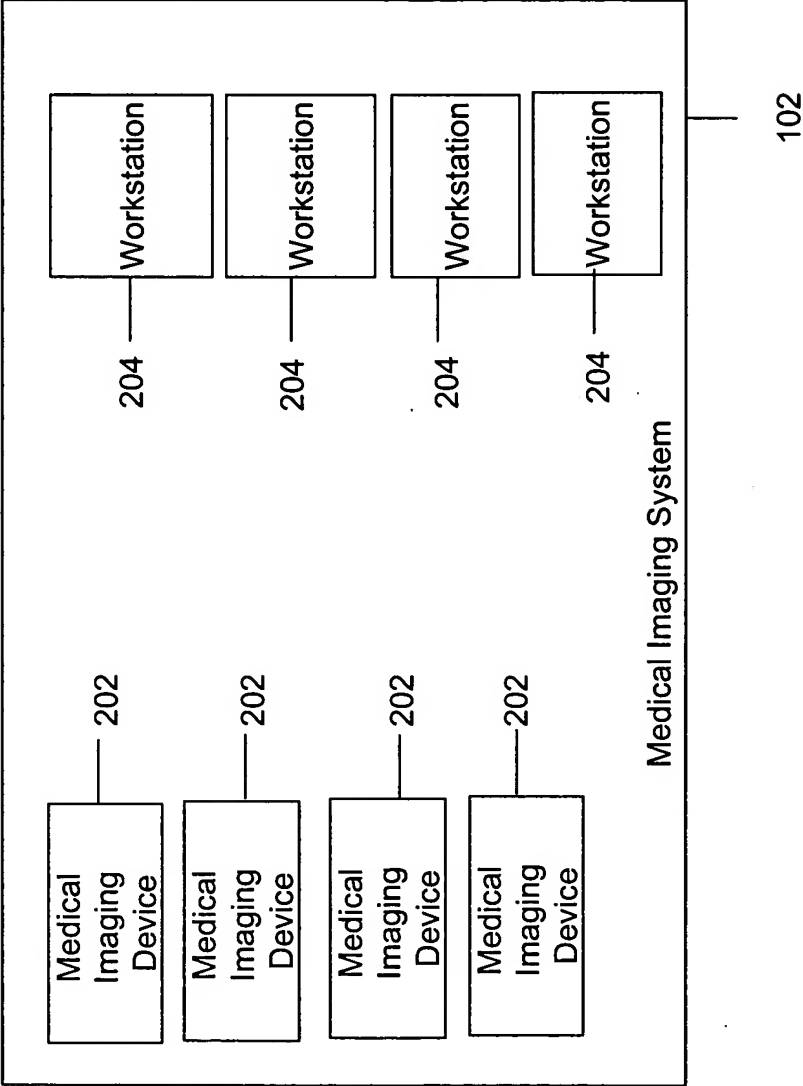 Medical
Imaging
Device
202
204
Workstation
Medical
Imaging
Device
202
204
Workstation
Medical
Imaging
Device
202
204
Workstation
Medical
Imaging
Device
202
204
Workstation
Medical Imaging System
102